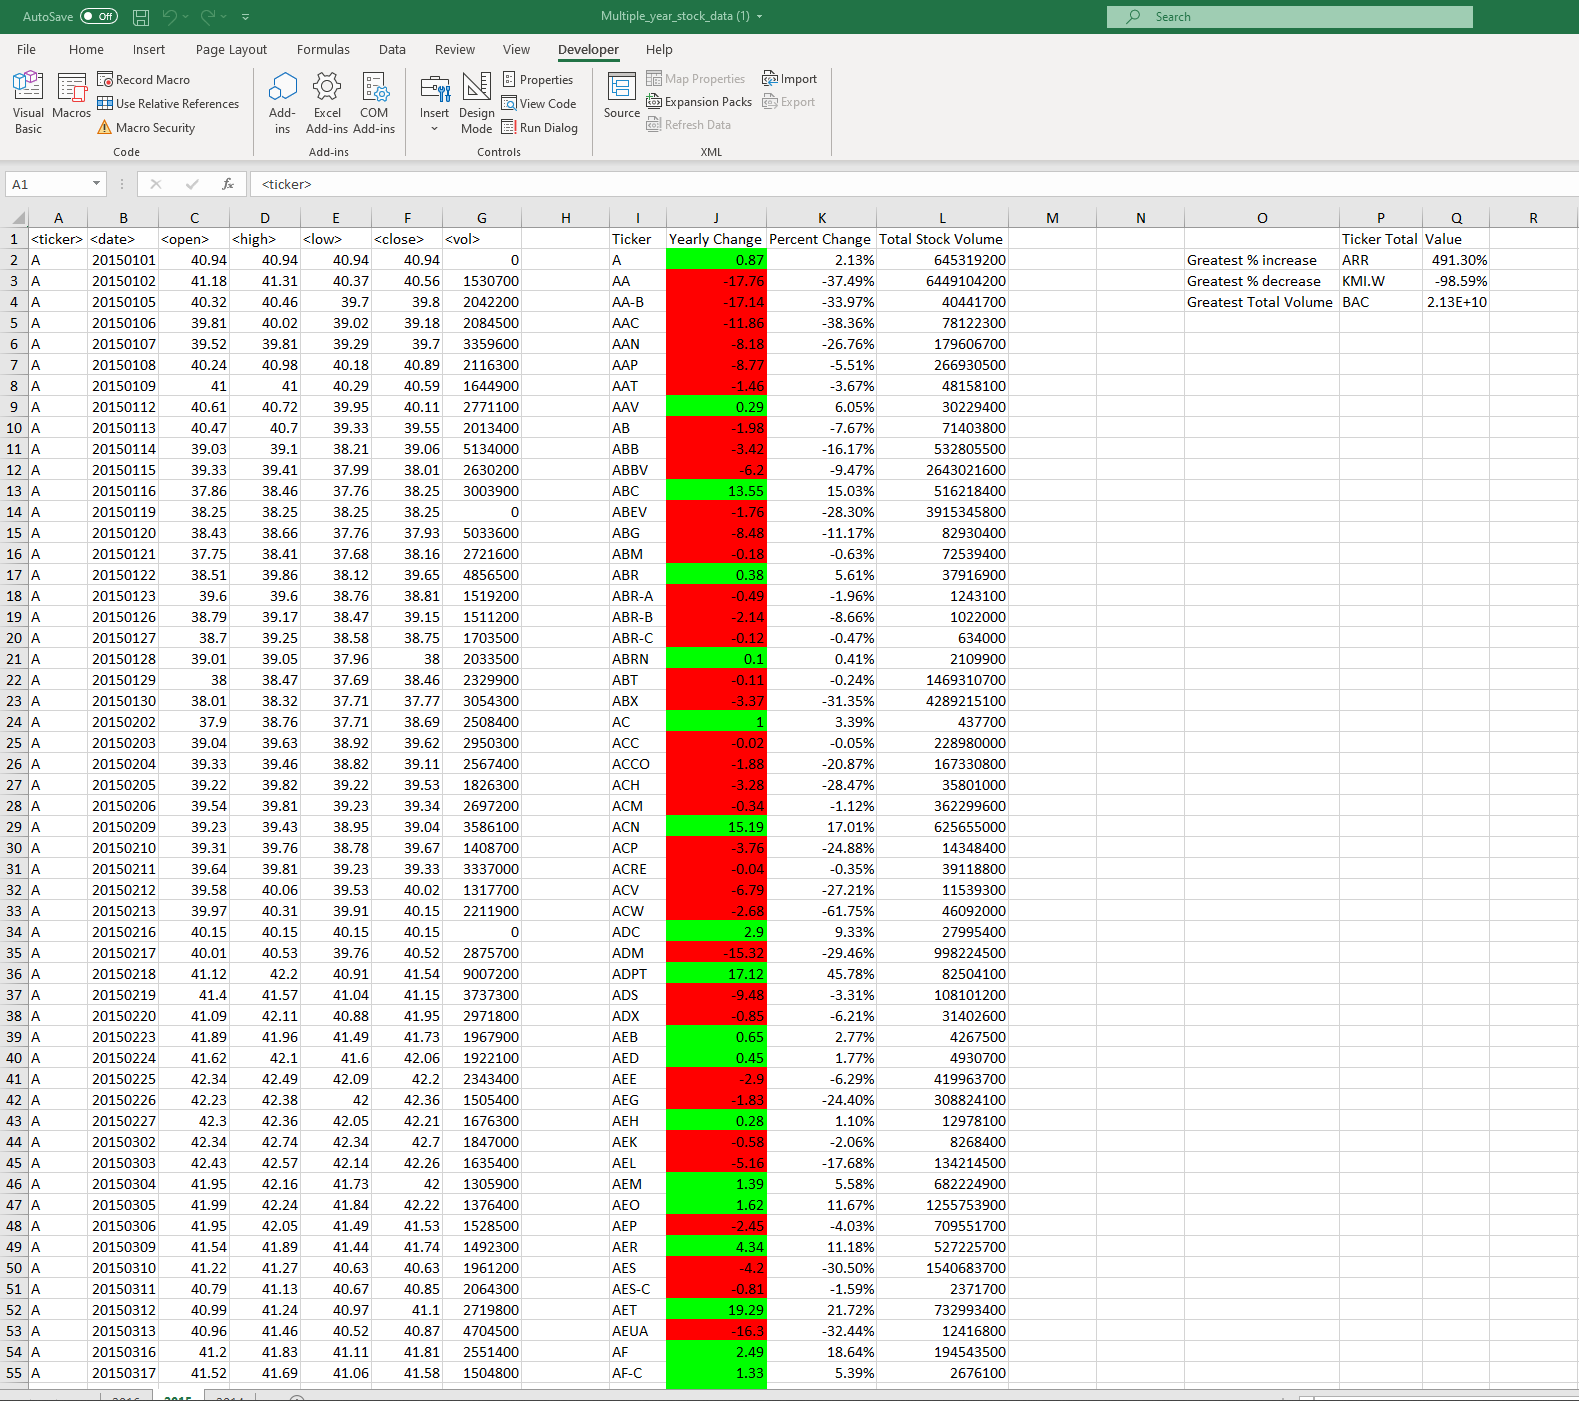 AutoSave Off Multiple_year_stock_data (1) Search
File Home Insert Page Layout Formulas Data Review View Developer Help
Visual Basic
Macros
Record Macro
Use Relative References
Macro Security
Code
Add-ins
Excel Add-ins
COM Add-ins
Add-ins
Insert
Design Mode
Properties
View Code
Run Dialog
Controls
Source
Map Properties
Expansion Packs
Refresh Data
Import
Export
XML
A1 fx <ticker>
A B C D E F G H I J K L M N O P Q R
1 <ticker> <date> <open> <high> <low> <close> <vol> Ticker Yearly Change Percent Change Total Stock Volume Ticker Total Value
2 A 20150101 40.94 40.94 40.94 40.94 0 A 0.87 2.13% 645319200 Greatest % increase ARR 491.30%
3 A 20150102 41.18 41.31 40.37 40.56 1530700 AA -17.76 -37.49% 6449104200 Greatest % decrease KMI.W -98.59%
4 A 20150105 40.32 40.46 39.7 39.8 2042200 AA-B -17.14 -33.97% 40441700 Greatest Total Volume BAC 2.13E+10
5 A 20150106 39.81 40.02 39.02 39.18 2084500 AAC -11.86 -38.36% 78122300
6 A 20150107 39.52 39.81 39.29 39.7 3359600 AAN -8.18 -26.76% 179606700
7 A 20150108 40.24 40.98 40.18 40.89 2116300 AAP -8.77 -5.51% 266930500
8 A 20150109 41 41 40.29 40.59 1644900 AAT -1.46 -3.67% 48158100
9 A 20150112 40.61 40.72 39.95 40.11 2771100 AAV 0.29 6.05% 30229400
10 A 20150113 40.47 40.7 39.33 39.55 2013400 AB -1.98 -7.67% 71403800
11 A 20150114 39.03 39.1 38.21 39.06 5134000 ABB -3.42 -16.17% 532805500
12 A 20150115 39.33 39.41 37.99 38.01 2630200 ABBV -6.2 -9.47% 2643021600
13 A 20150116 37.86 38.46 37.76 38.25 3003900 ABC 13.55 15.03% 516218400
14 A 20150119 38.25 38.25 38.25 38.25 0 ABEV -1.76 -28.30% 3915345800
15 A 20150120 38.43 38.66 37.76 37.93 5033600 ABG -8.48 -11.17% 82930400
16 A 20150121 37.75 38.41 37.68 38.16 2721600 ABM -0.18 -0.63% 72539400
17 A 20150122 38.51 39.86 38.12 39.65 4856500 ABR 0.38 5.61% 37916900
18 A 20150123 39.6 39.6 38.76 38.81 1519200 ABR-A -0.49 -1.96% 1243100
19 A 20150126 38.79 39.17 38.47 39.15 1511200 ABR-B -2.14 -8.66% 1022000
20 A 20150127 38.7 39.25 38.58 38.75 1703500 ABR-C -0.12 -0.47% 634000
21 A 20150128 39.01 39.05 37.96 38 2033500 ABRN 0.1 0.41% 2109900
22 A 20150129 38 38.47 37.69 38.46 2329900 ABT -0.11 -0.24% 1469310700
23 A 20150130 38.01 38.32 37.71 37.77 3054300 ABX -3.37 -31.35% 4289215100
24 A 20150202 37.9 38.76 37.71 38.69 2508400 AC 1 3.39% 437700
25 A 20150203 39.04 39.63 38.92 39.62 2950300 ACC -0.02 -0.05% 228980000
26 A 20150204 39.33 39.46 38.82 39.11 2567400 ACCO -1.88 -20.87% 167330800
27 A 20150205 39.22 39.82 39.22 39.53 1826300 ACH -3.28 -28.47% 35801000
28 A 20150206 39.54 39.81 39.23 39.34 2697200 ACM -0.34 -1.12% 362299600
29 A 20150209 39.23 39.43 38.95 39.04 3586100 ACN 15.19 17.01% 625655000
30 A 20150210 39.31 39.76 38.78 39.67 1408700 ACP -3.76 -24.88% 14348400
31 A 20150211 39.64 39.81 39.23 39.33 3337000 ACRE -0.04 -0.35% 39118800
32 A 20150212 39.58 40.06 39.53 40.02 1317700 ACV -6.79 -27.21% 11539300
33 A 20150213 39.97 40.31 39.91 40.15 2211900 ACW -2.68 -61.75% 46092000
34 A 20150216 40.15 40.15 40.15 40.15 0 ADC 2.9 9.33% 27995400
35 A 20150217 40.01 40.53 39.76 40.52 2875700 ADM -15.32 -29.46% 998224500
36 A 20150218 41.12 42.2 40.91 41.54 9007200 ADPT 17.12 45.78% 82504100
37 A 20150219 41.4 41.57 41.04 41.15 3737300 ADS -9.48 -3.31% 108101200
38 A 20150220 41.09 42.11 40.88 41.95 2971800 ADX -0.85 -6.21% 31402600
39 A 20150223 41.89 41.96 41.49 41.73 1967900 AEB 0.65 2.77% 4267500
40 A 20150224 41.62 42.1 41.6 42.06 1922100 AED 0.45 1.77% 4930700
41 A 20150225 42.34 42.49 42.09 42.2 2343400 AEE -2.9 -6.29% 419963700
42 A 20150226 42.23 42.38 42 42.36 1505400 AEG -1.83 -24.40% 308824100
43 A 20150227 42.3 42.36 42.05 42.21 1676300 AEH 0.28 1.10% 12978100
44 A 20150302 42.34 42.74 42.34 42.7 1847000 AEK -0.58 -2.06% 8268400
45 A 20150303 42.43 42.57 42.14 42.26 1635400 AEL -5.16 -17.68% 134214500
46 A 20150304 41.95 42.16 41.73 42 1305900 AEM 1.39 5.58% 682224900
47 A 20150305 41.99 42.24 41.84 42.22 1376400 AEO 1.62 11.67% 1255753900
48 A 20150306 41.95 42.05 41.49 41.53 1528500 AEP -2.45 -4.03% 709551700
49 A 20150309 41.54 41.89 41.44 41.74 1492300 AER 4.34 11.18% 527225700
50 A 20150310 41.22 41.27 40.63 40.63 1961200 AES -4.2 -30.50% 1540683700
51 A 20150311 40.79 41.13 40.67 40.85 2064300 AES-C -0.81 -1.59% 2371700
52 A 20150312 40.99 41.24 40.97 41.1 2719800 AET 19.29 21.72% 732993400
53 A 20150313 40.96 41.46 40.52 40.87 4704500 AEUA -16.3 -32.44% 12416800
54 A 20150316 41.2 41.83 41.11 41.81 2551400 AF 2.49 18.64% 194543500
55 A 20150317 41.52 41.69 41.06 41.58 1504800 AF-C 1.33 5.39% 2676100
2016 2015 2014